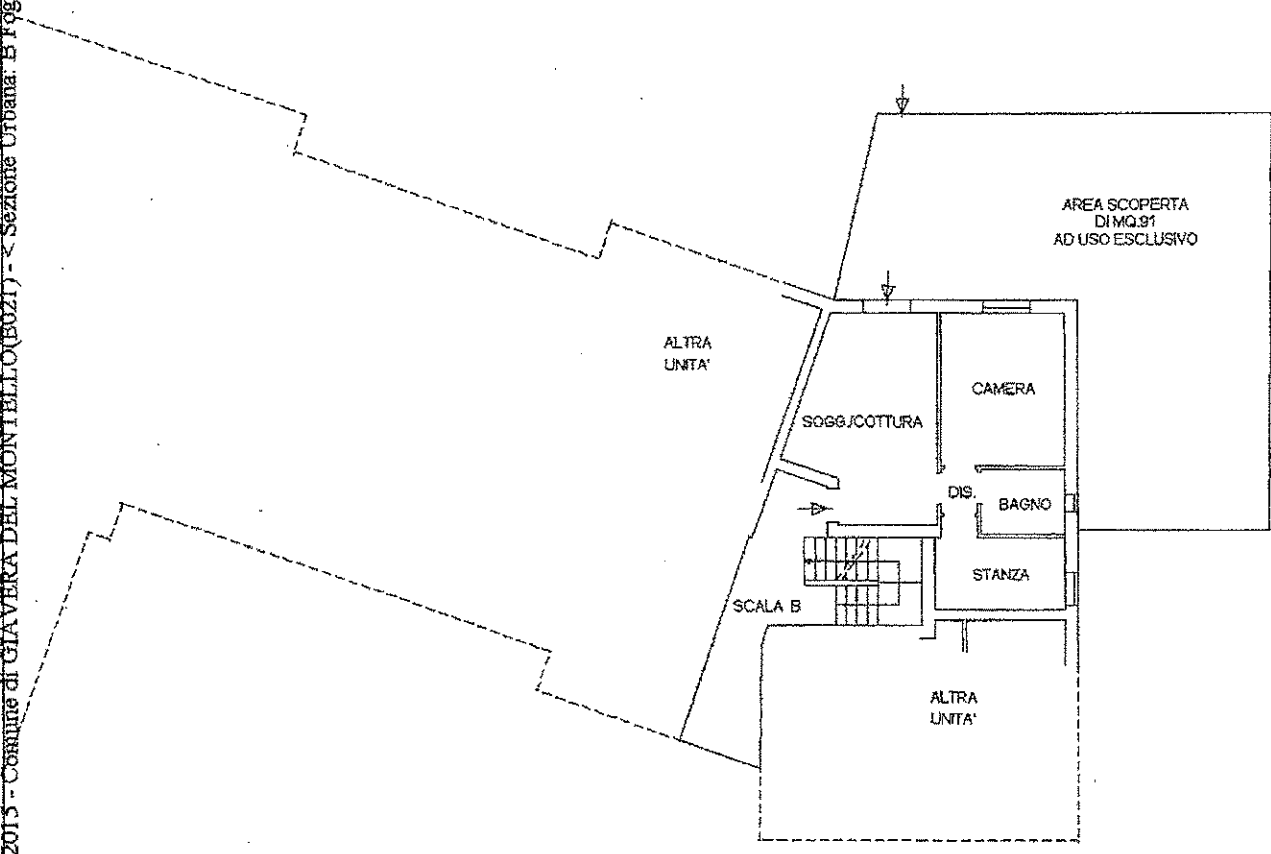 2015 - Comune di GIAVERA DEL MONTELLO(E021) - < Sezione Urbana: E Fog
AREA SCOPERTA
DI MQ.91
AD USO ESCLUSIVO
ALTRA
UNITA'
CAMERA
SOGG./COTTURA
DIS.
BAGNO
STANZA
SCALA B
ALTRA
UNITA'